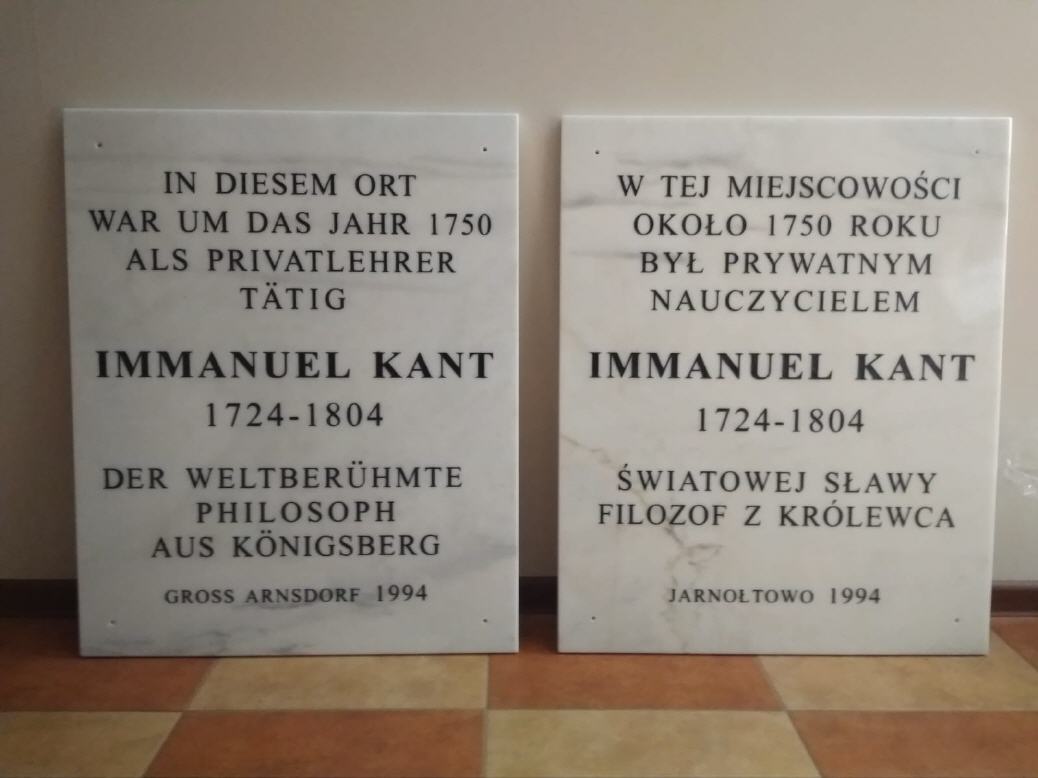 IN DIESEM ORT
WAR UM DAS JAHR 1750
ALS PRIVATLEHRER
TÄTIG
IMMANUEL KANT
1724-1804
DER WELTBERÜHMTE
PHILOSOPH
AUS KÖNIGSBERG
GROSS ARNSDORF 1994
W TEJ MIEJSCOWOŚCI
OKOŁO 1750 ROKU
BYŁ PRYWATNYM
NAUCZYCIELEM
IMMANUEL KANT
1724-1804
ŚWIATOWEJ SŁAWY
FILOZOF Z KRÓLEWCA
JARNOŁTOWO 1994